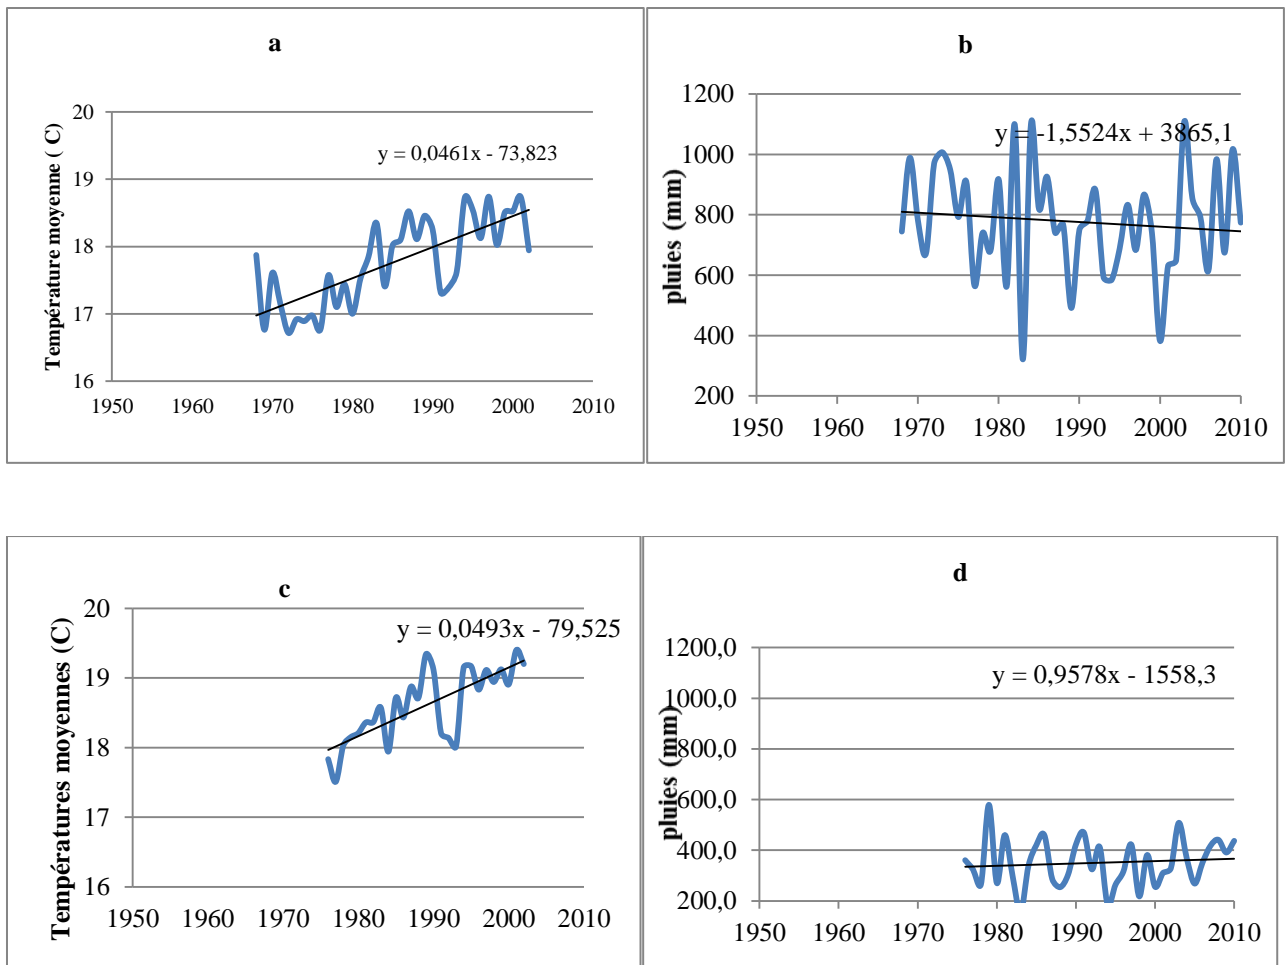 a
Température moyenne ( C)
20
19
18
17
16
y = 0,0461x - 73,823
1950 1960 1970 1980 1990 2000 2010
b
pluies (mm)
1200
1000
800
600
400
200
y = -1,5524x + 3865,1
1950 1960 1970 1980 1990 2000 2010
c
Températures moyennes (C)
20
19
18
17
16
y = 0,0493x - 79,525
1950 1960 1970 1980 1990 2000 2010
d
pluies (mm)
1200,0
1000,0
800,0
600,0
400,0
200,0
y = 0,9578x - 1558,3
1950 1960 1970 1980 1990 2000 2010